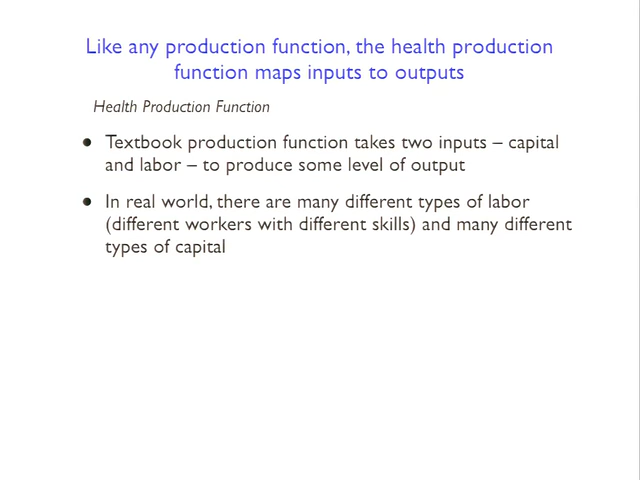 Like any production function, the health production
function maps inputs to outputs
Health Production Function
• Textbook production function takes two inputs – capital
and labor – to produce some level of output
• In real world, there are many different types of labor
(different workers with different skills) and many different
types of capital